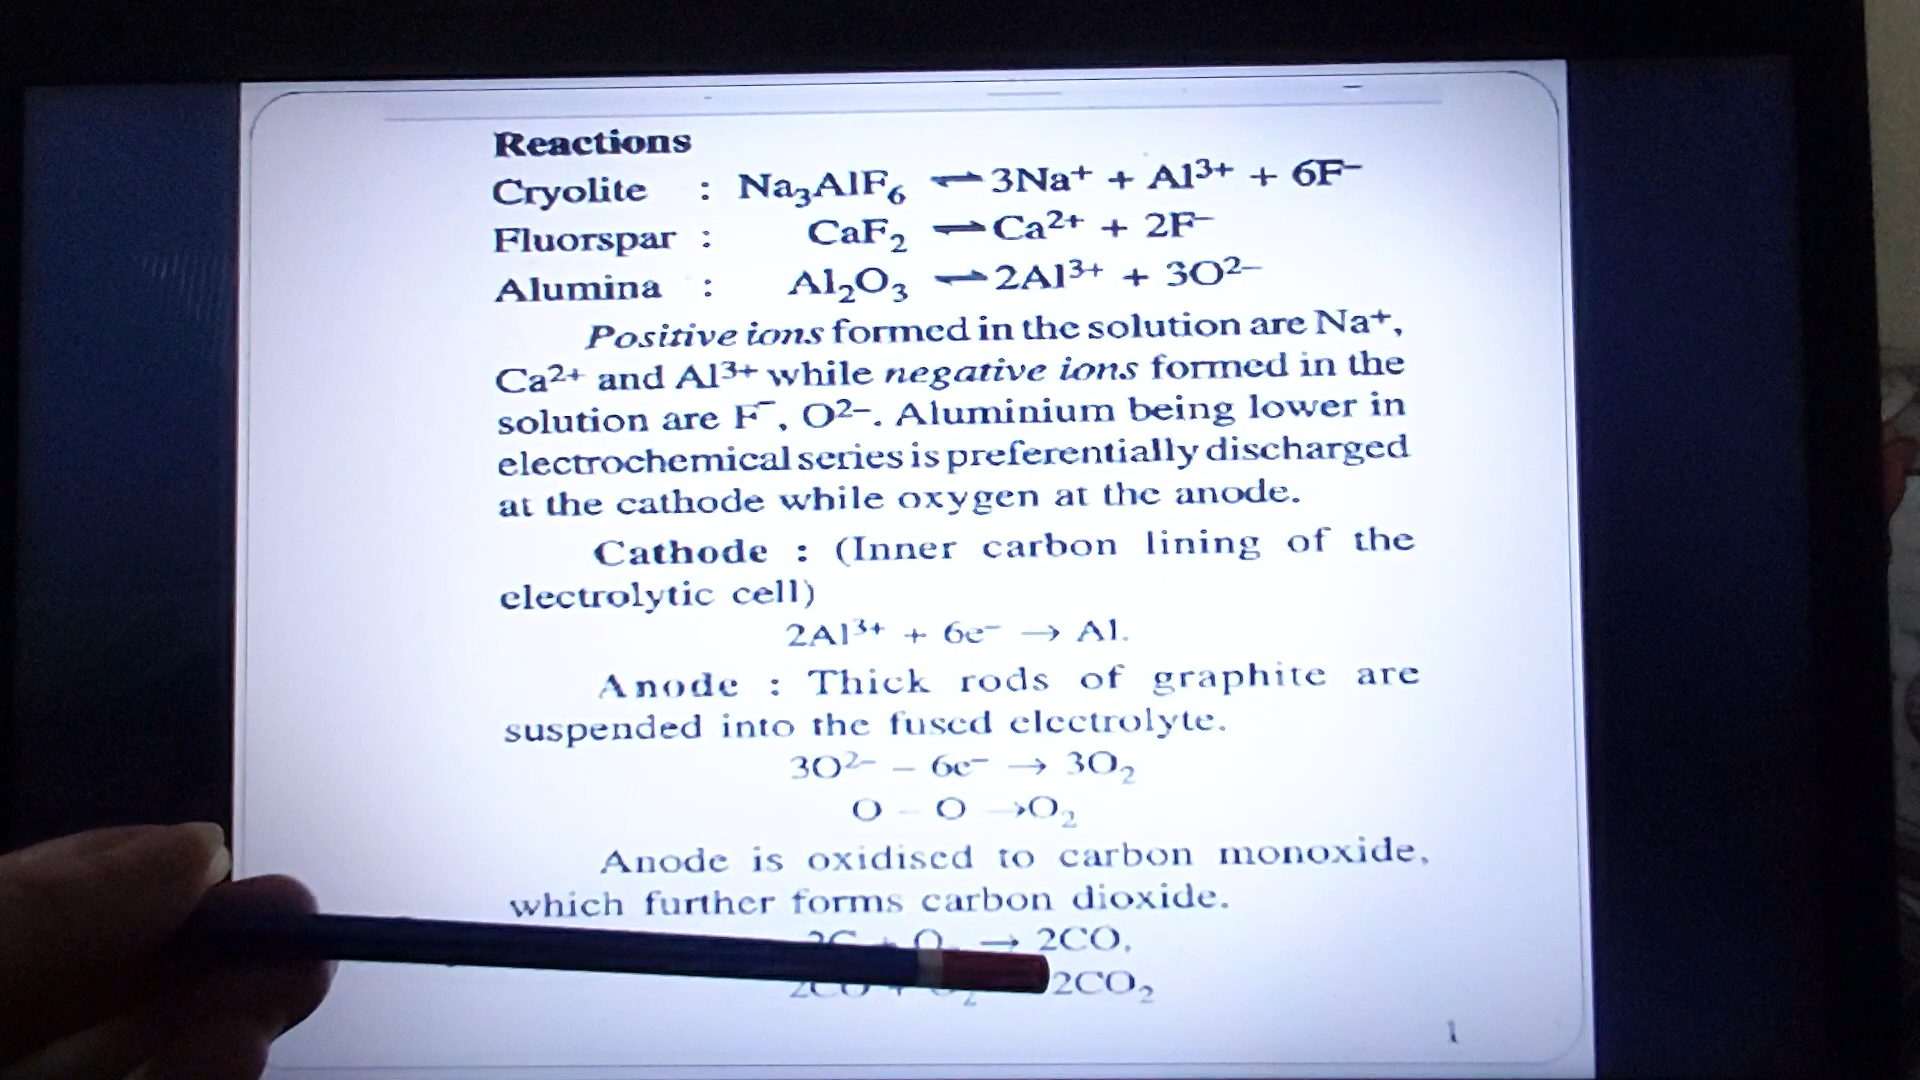 Reactions
Cryolite : Na₃AlF₆ ⇌ 3Na⁺ + Al³⁺ + 6F⁻
Fluorspar : CaF₂ ⇌ Ca²⁺ + 2F⁻
Alumina : Al₂O₃ ⇌ 2Al³⁺ + 3O²⁻
Positive ions formed in the solution are Na⁺,
Ca²⁺ and Al³⁺ while negative ions formed in the
solution are F⁻, O²⁻. Aluminium being lower in
electrochemical series is preferentially discharged
at the cathode while oxygen at the anode.
Cathode : (Inner carbon lining of the
electrolytic cell)
2Al³⁺ + 6e⁻ → Al.
Anode : Thick rods of graphite are
suspended into the fused electrolyte.
3O²⁻ – 6e⁻ → 3O₂
O – O → O₂
Anode is oxidised to carbon monoxide,
which further forms carbon dioxide.
→ 2CO,
2CO₂
1